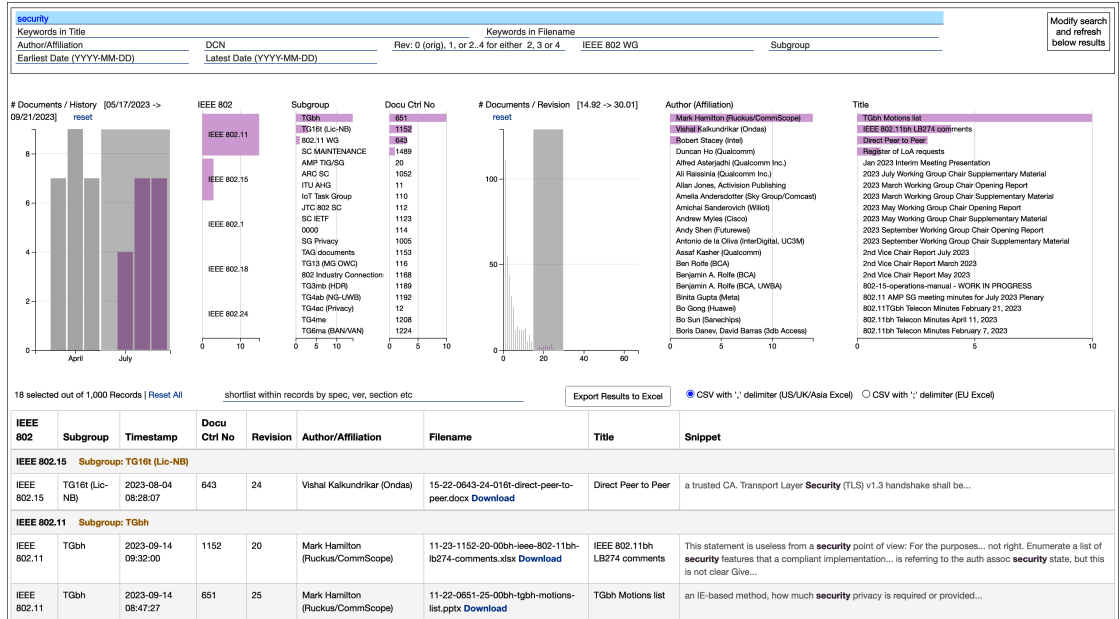 security
Keywords in Title
Keywords in Filename
Author/Affiliation
DCN
Rev: 0 (orig), 1, or 2..4 for either 2, 3 or 4
IEEE 802 WG
Subgroup
Earliest Date (YYYY-MM-DD)
Latest Date (YYYY-MM-DD)
Modify search
and refresh
below results
# Documents / History [05/17/2023 ->
09/21/2023] reset
8
6
4
2
0
April
July
IEEE 802
IEEE 802.11
IEEE 802.15
IEEE 802.1
IEEE 802.18
IEEE 802.24
0
10
Subgroup
TGbh
TG16t (Lic-NB)
802.11 WG
SC MAINTENANCE
AMP TIG/SG
ARC SC
ITU AHG
IoT Task Group
JTC 802 SC
SC IETF
0000
SG Privacy
TAG documents
TG13 (MG OWC)
802 Industry Connection
TG3mb (HDR)
TG4ab (NG-UWB)
TG4ac (Privacy)
TG4me
TG6ma (BAN/VAN)
0
5
10
Docu Ctrl No
651
1152
643
1489
20
1052
11
110
112
1123
114
1005
1153
116
1168
1189
1192
12
1208
1224
0
10
# Documents / Revision [14.92 -> 30.01]
reset
100
50
0
0
20
40
60
Author (Affiliation)
Mark Hamilton (Ruckus/CommScope)
Vishal Kalkundrikar (Ondas)
Robert Stacey (Intel)
Duncan Ho (Qualcomm)
Alfred Asterjadhi (Qualcomm Inc.)
Ali Raissinia (Qualcomm Inc.)
Allan Jones, Activision Publishing
Amelia Andersdotter (Sky Group/Comcast)
Amichai Sanderovich (Wiliot)
Andrew Myles (Cisco)
Andy Shen (Futurewei)
Antonio de la Oliva (InterDigital, UC3M)
Assaf Kasher (Qualcomm)
Ben Rolfe (BCA)
Benjamin A. Rolfe (BCA)
Benjamin A. Rolfe (BCA, UWBA)
Binita Gupta (Meta)
Bo Gong (Huawei)
Bo Sun (Sanechips)
Boris Danev, David Barras (3db Access)
0
5
10
Title
TGbh Motions list
IEEE 802.11bh LB274 comments
Direct Peer to Peer
Register of LoA requests
Jan 2023 Interim Meeting Presentation
2023 July Working Group Chair Supplementary Material
2023 March Working Group Chair Opening Report
2023 March Working Group Chair Supplementary Material
2023 May Working Group Chair Opening Report
2023 May Working Group Chair Supplementary Material
2023 September Working Group Chair Opening Report
2023 September Working Group Chair Supplementary Material
2nd Vice Chair Report July 2023
2nd Vice Chair Report March 2023
2nd Vice Chair Report May 2023
802-15-operations-manual - WORK IN PROGRESS
802.11 AMP SG meeting minutes for July 2023 Plenary
802.11TGbh Telecon Minutes February 21, 2023
802.11bh Telecon Minutes April 11, 2023
802.11bh Telecon Minutes February 7, 2023
0
5
10
18 selected out of 1,000 Records | Reset All
shortlist within records by spec, ver, section etc
Export Results to Excel
CSV with ',' delimiter (US/UK/Asia Excel)
CSV with ';' delimiter (EU Excel)
IEEE
802
Subgroup
Timestamp
Docu
Ctrl No
Revision
Author/Affiliation
Filename
Title
Snippet
IEEE 802.15 Subgroup: TG16t (Lic-NB)
IEEE
802.15
TG16t (Lic-
NB)
2023-08-04
08:28:07
643
24
Vishal Kalkundrikar (Ondas)
15-22-0643-24-016t-direct-peer-to-
peer.docx Download
Direct Peer to Peer
a trusted CA. Transport Layer Security (TLS) v1.3 handshake shall be...
IEEE 802.11 Subgroup: TGbh
IEEE
802.11
TGbh
2023-09-14
09:32:00
1152
20
Mark Hamilton
(Ruckus/CommScope)
11-23-1152-20-00bh-ieee-802-11bh-
lb274-comments.xlsx Download
IEEE 802.11bh
LB274 comments
This statement is useless from a security point of view: For the purposes... not right. Enumerate a list of
security features that a compliant implementation... is referring to the auth assoc security state, but this
is not clear Give...
IEEE
802.11
TGbh
2023-09-14
08:47:27
651
25
Mark Hamilton
(Ruckus/CommScope)
11-22-0651-25-00bh-tgbh-motions-
list.pptx Download
TGbh Motions list
an IE-based method, how much security privacy is required or provided...